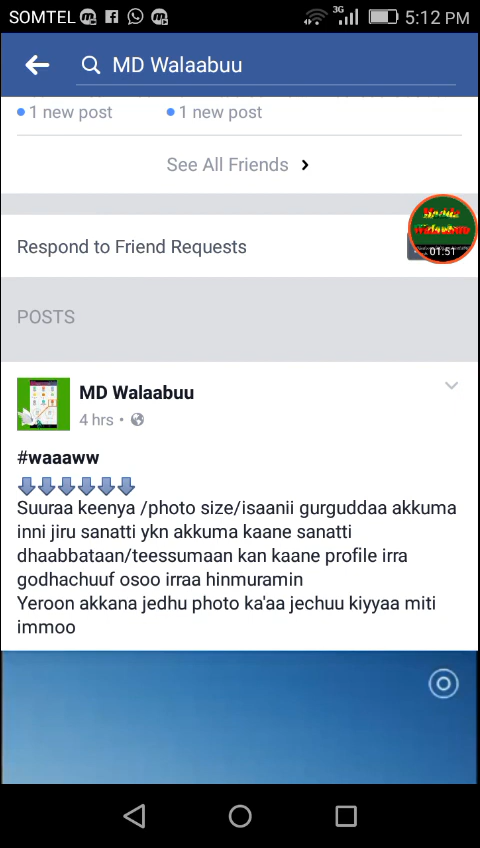 SOMTEL 3G 5:12 PM
MD Walaabuu
1 new post 1 new post
See All Friends
Respond to Friend Requests
01:51
POSTS
MD Walaabuu
4 hrs
#waaaww
Suuraa keenya /photo size/isaanii gurguddaa akkuma
inni jiru sanatti ykn akkuma kaane sanatti
dhaabbataan/teessumaan kan kaane profile irra
godhachuuf osoo irraa hinmuramin
Yeroon akkana jedhu photo ka'aa jechuu kiyyaa miti
immoo